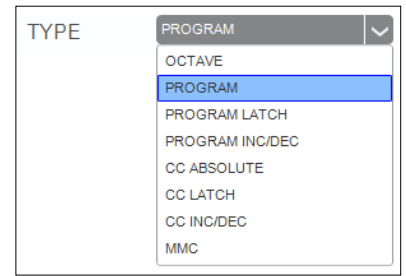 TYPE PROGRAM
OCTAVE
PROGRAM
PROGRAM LATCH
PROGRAM INC/DEC
CC ABSOLUTE
CC LATCH
CC INC/DEC
MMC